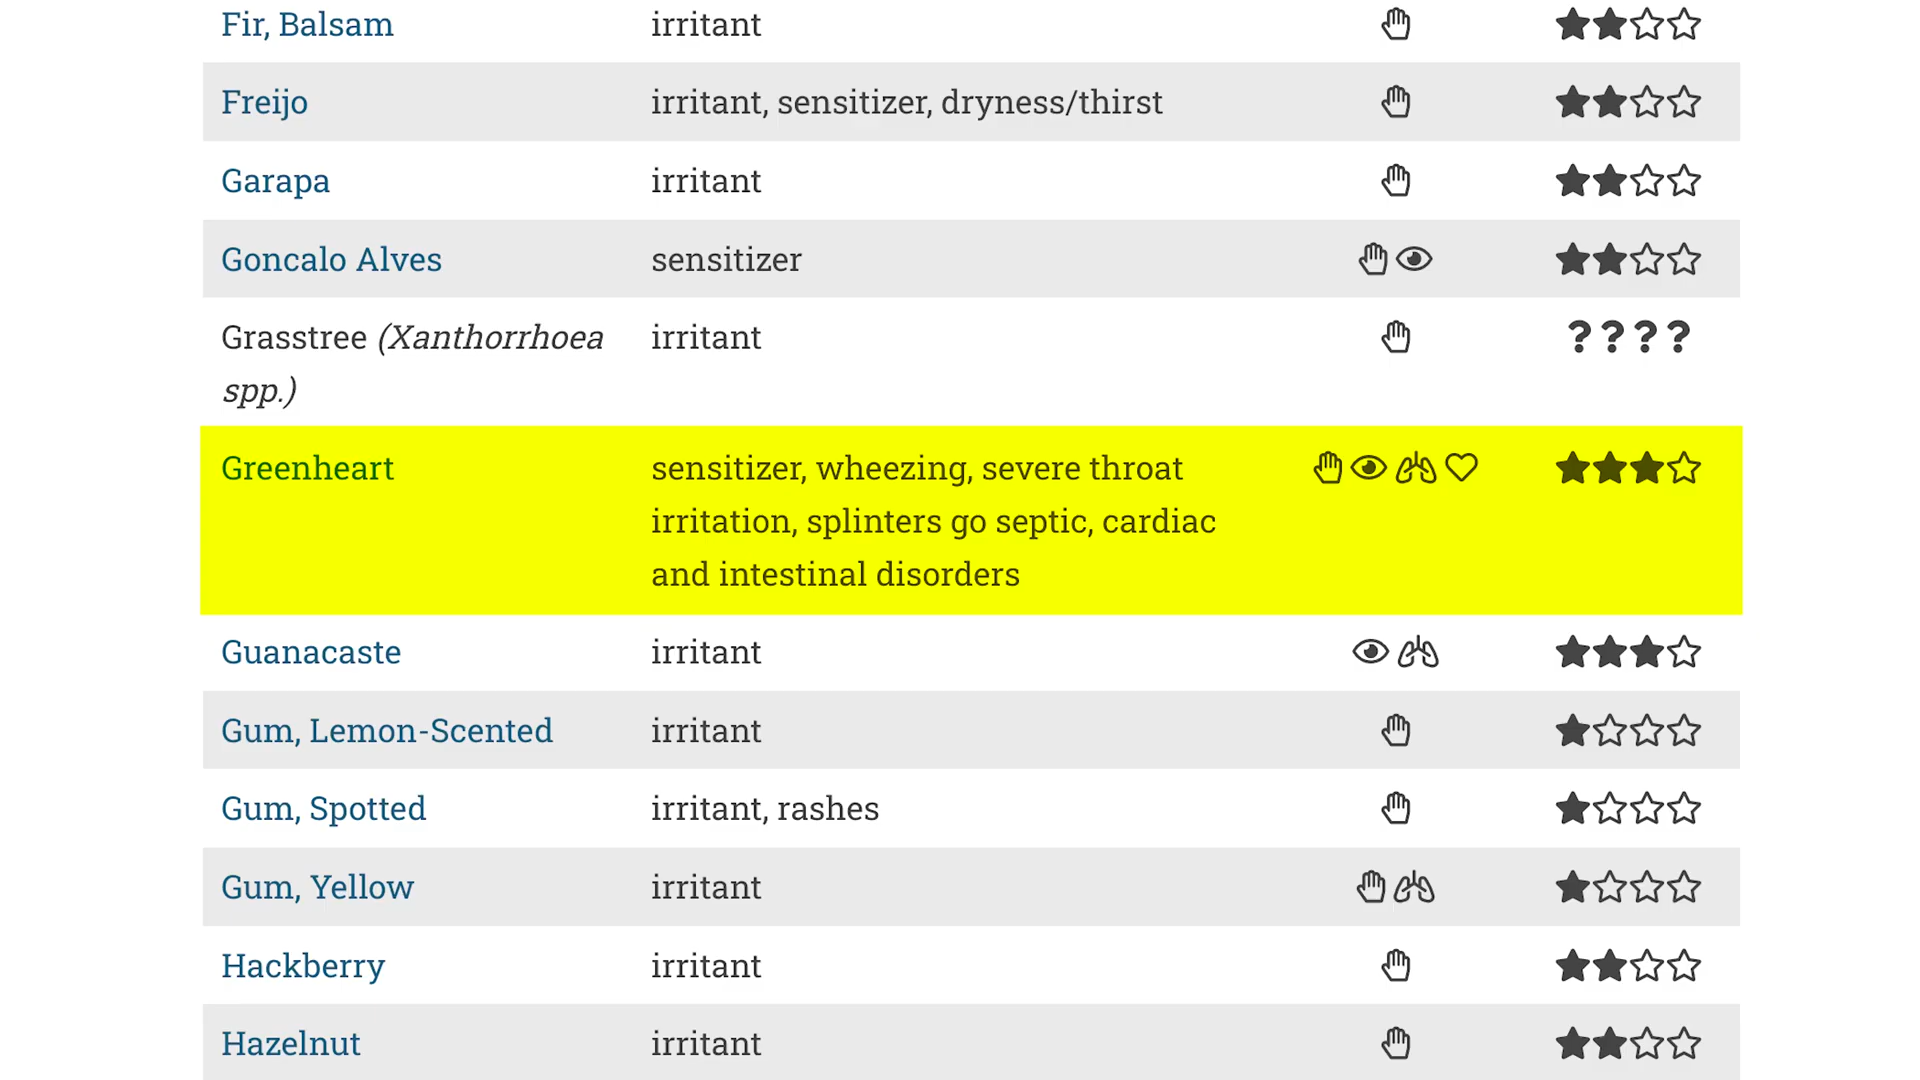 Fir, Balsam irritant
Freijo irritant, sensitizer, dryness/thirst
Garapa irritant
Goncalo Alves sensitizer
Grasstree (Xanthorrhoea irritant ? ? ? ?
spp.)
Greenheart sensitizer, wheezing, severe throat
irritation, splinters go septic, cardiac
and intestinal disorders
Guanacaste irritant
Gum, Lemon-Scented irritant
Gum, Spotted irritant, rashes
Gum, Yellow irritant
Hackberry irritant
Hazelnut irritant